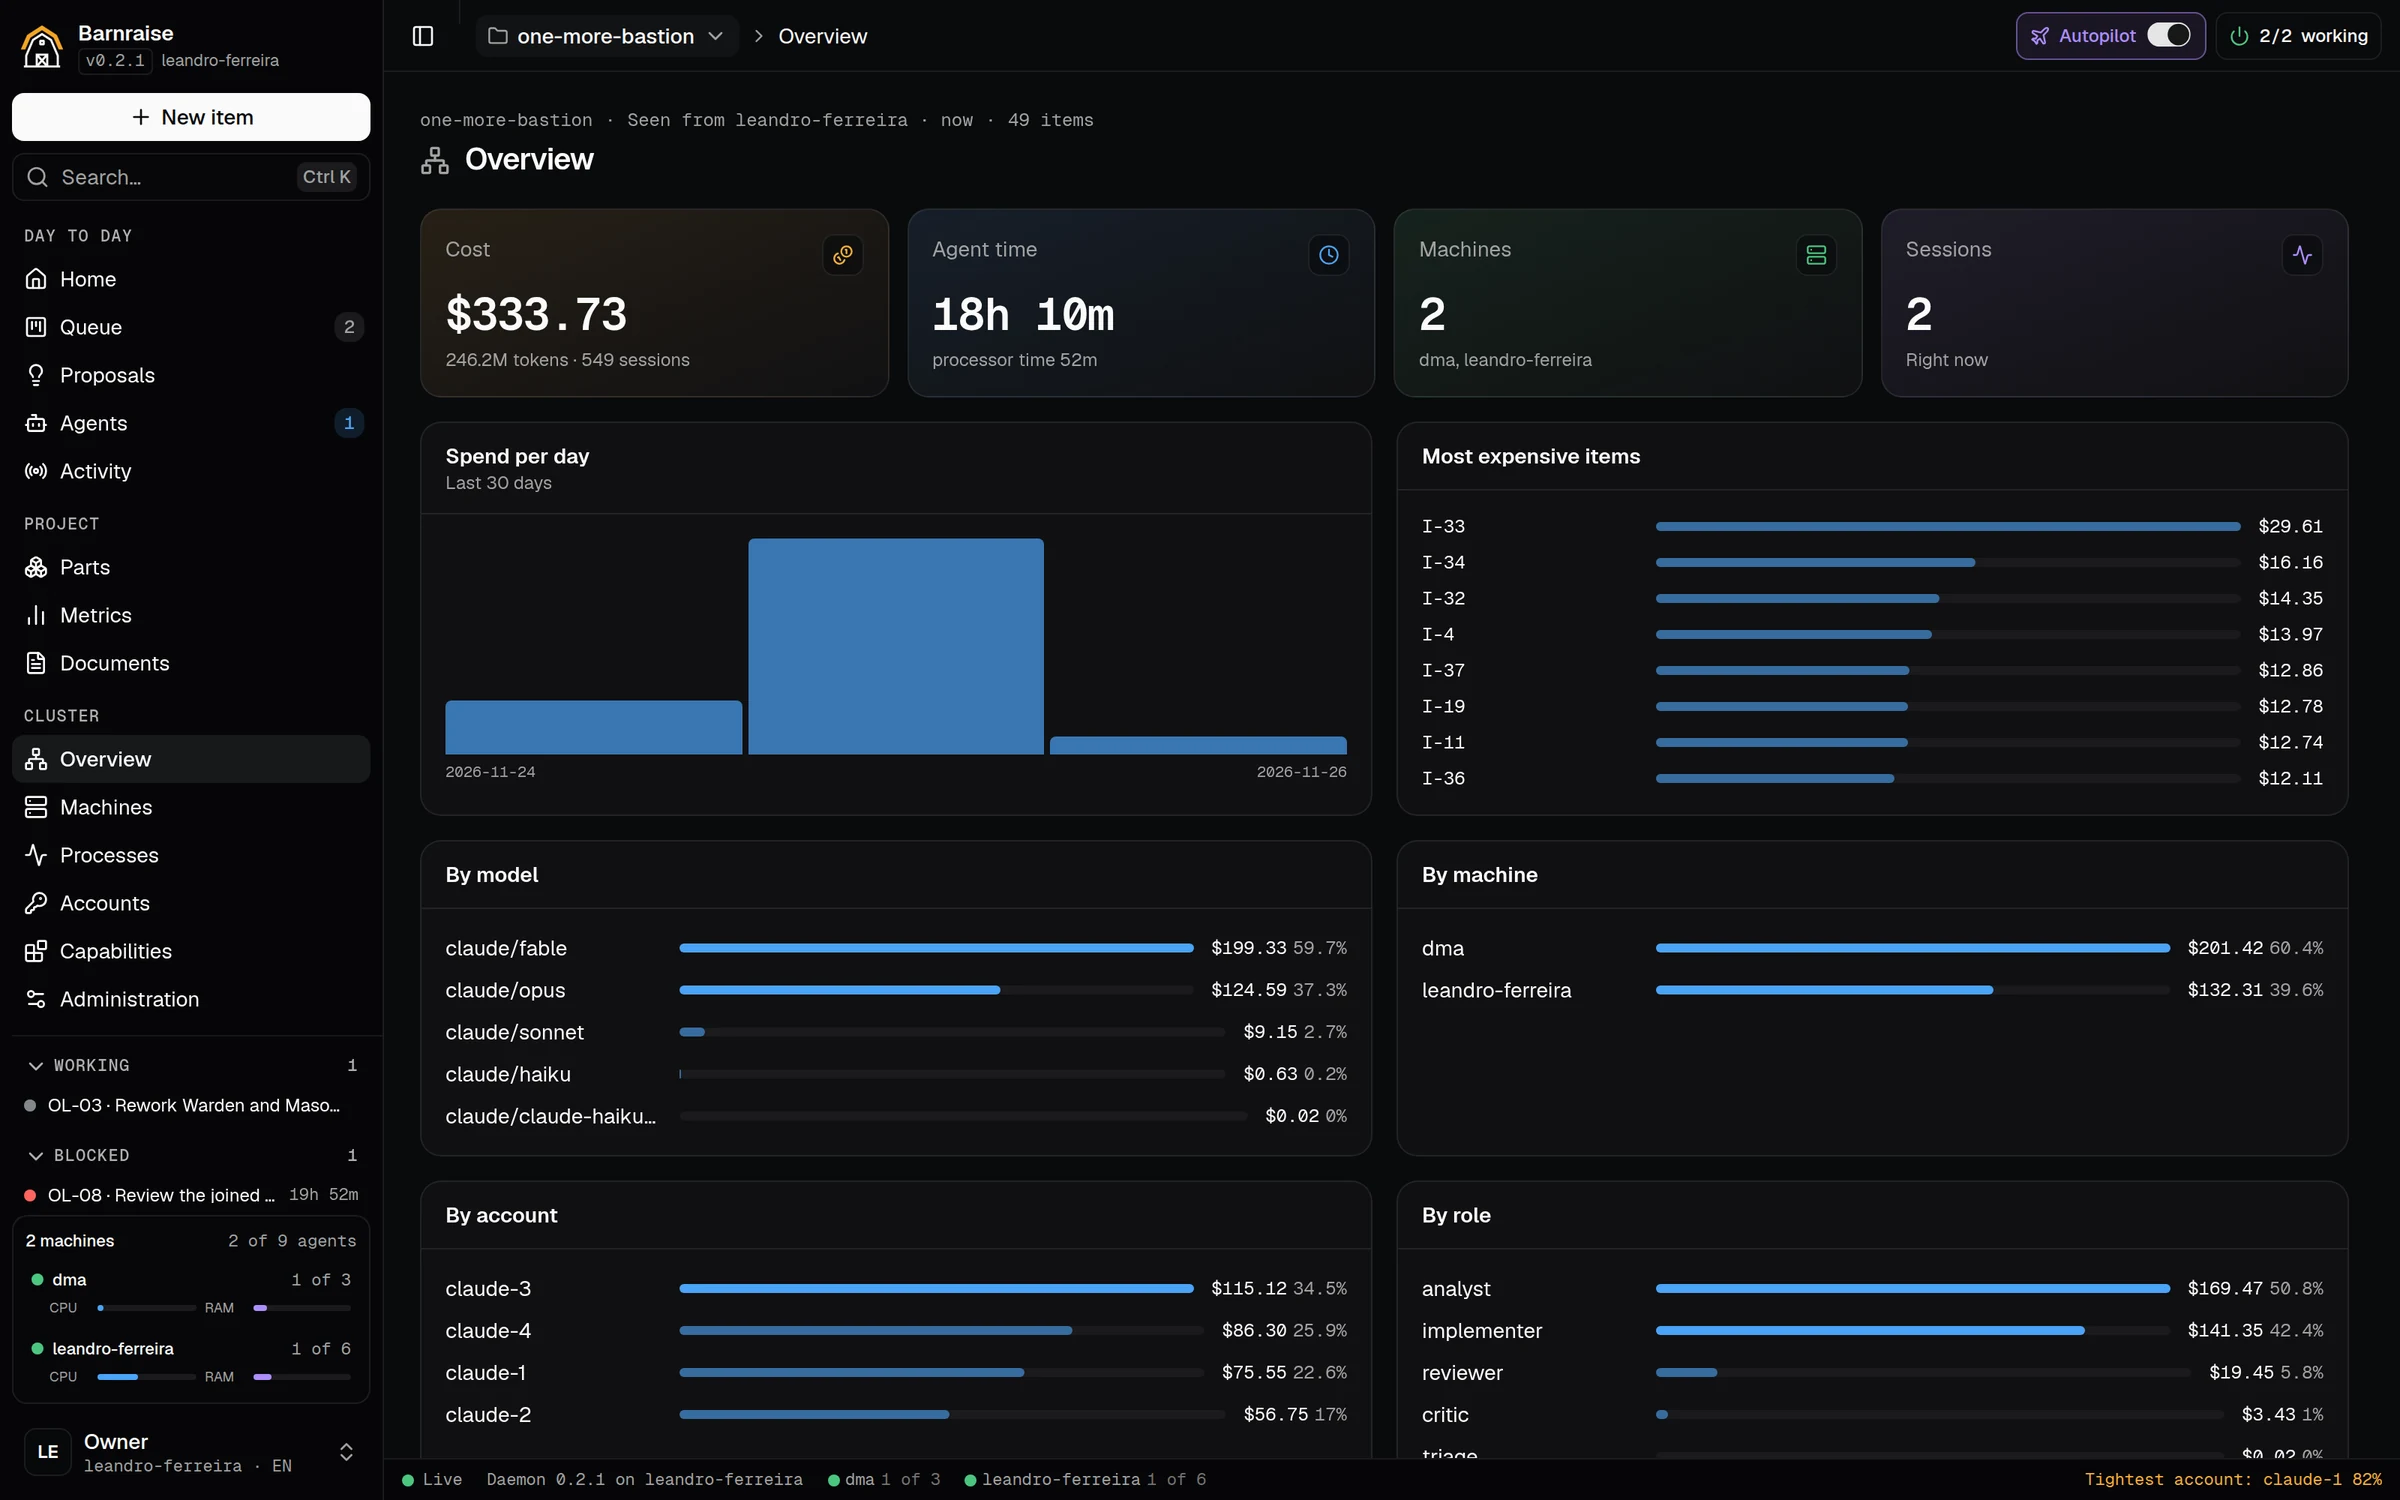 Barnraise
v0.2.1 leandro-ferreira
New item
Search... Ctrl K
DAY TO DAY
Home
Queue 2
Proposals
Agents 1
Activity
PROJECT
Parts
Metrics
Documents
CLUSTER
Overview
Machines
Processes
Accounts
Capabilities
Administration
WORKING 1
OL-03 · Rework Warden and Maso...
BLOCKED 1
OL-08 · Review the joined ... 19h 52m
2 machines 2 of 9 agents
dma 1 of 3
CPU RAM
leandro-ferreira 1 of 6
CPU RAM
LE Owner
leandro-ferreira · EN
one-more-bastion > Overview
Autopilot
2/2 working
one-more-bastion · Seen from leandro-ferreira · now · 49 items
Overview
Cost
$333.73
246.2M tokens · 549 sessions
Agent time
18h 10m
processor time 52m
Machines
2
dma, leandro-ferreira
Sessions
2
Right now
Spend per day
Last 30 days
2026-11-24 2026-11-26
Most expensive items
I-33 $29.61
I-34 $16.16
I-32 $14.35
I-4 $13.97
I-37 $12.86
I-19 $12.78
I-11 $12.74
I-36 $12.11
By model
claude/fable $199.33 59.7%
claude/opus $124.59 37.3%
claude/sonnet $9.15 2.7%
claude/haiku $0.63 0.2%
claude/claude-haiku... $0.02 0%
By machine
dma $201.42 60.4%
leandro-ferreira $132.31 39.6%
By account
claude-3 $115.12 34.5%
claude-4 $86.30 25.9%
claude-1 $75.55 22.6%
claude-2 $56.75 17%
By role
analyst $169.47 50.8%
implementer $141.35 42.4%
reviewer $19.45 5.8%
critic $3.43 1%
triage $0.02 0%
Live Daemon 0.2.1 on leandro-ferreira dma 1 of 3 leandro-ferreira 1 of 6
Tightest account: claude-1 82%